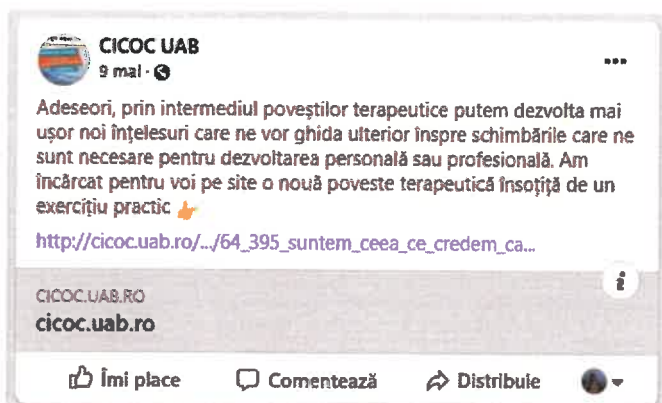 CICOC UAB
9 mai ·
Adeseori, prin intermediul poveștilor terapeutice putem dezvolta mai
ușor noi înțelesuri care ne vor ghida ulterior înspre schimbările care ne
sunt necesare pentru dezvoltarea personală sau profesională. Am
încărcat pentru voi pe site o nouă poveste terapeutică însoțită de un
exercițiu practic 👉
http://cicoc.uab.ro/.../64_395_suntem_ceea_ce_credem_ca...
i
CICOC.UAB.RO
cicoc.uab.ro
Îmi place Comentează Distribuie